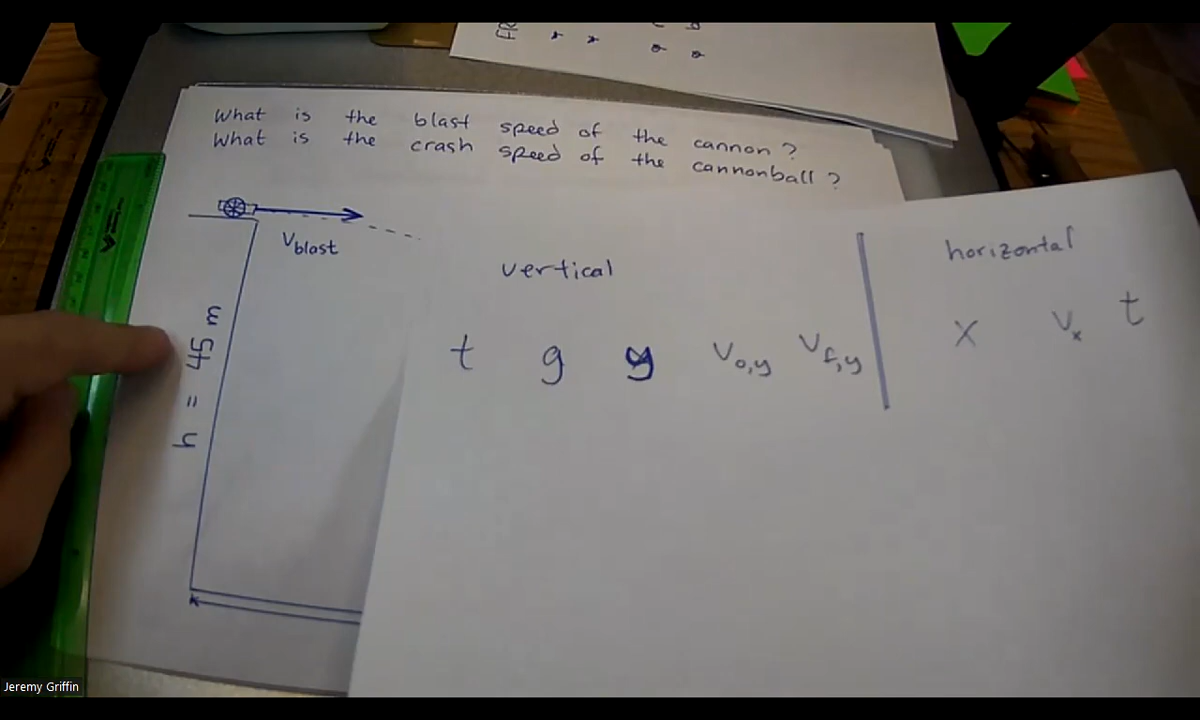 What is the blast speed of the cannon?
What is the crash speed of the cannonball?
Vblast
h = 45 m
vertical
t g y Vo,y Vf,y
horizontal
x Vx t
Jeremy Griffin